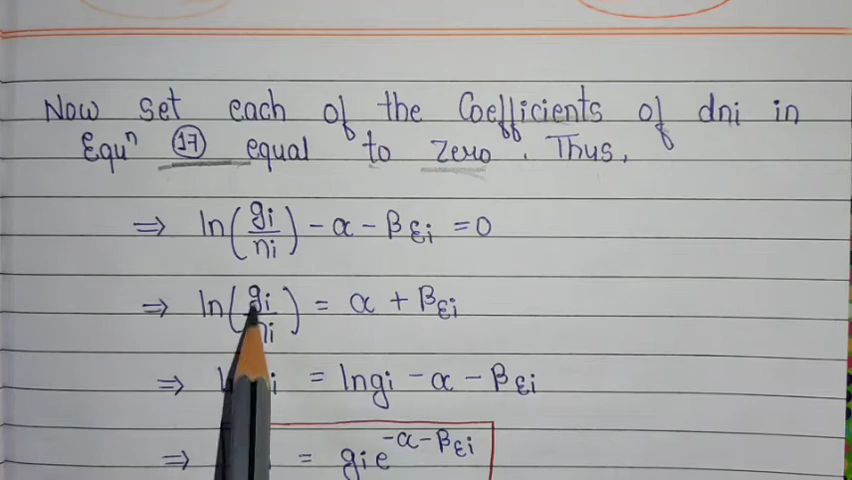 Now set each of the Coefficients of dni in
Equⁿ (17) equal to zero. Thus,
⇒ ln(gi/ni) - α - βεi = 0
⇒ ln(gi/ni) = α + βεi
⇒ i = lngi - α - βεi
⇒ = gie^(-α-βεi)